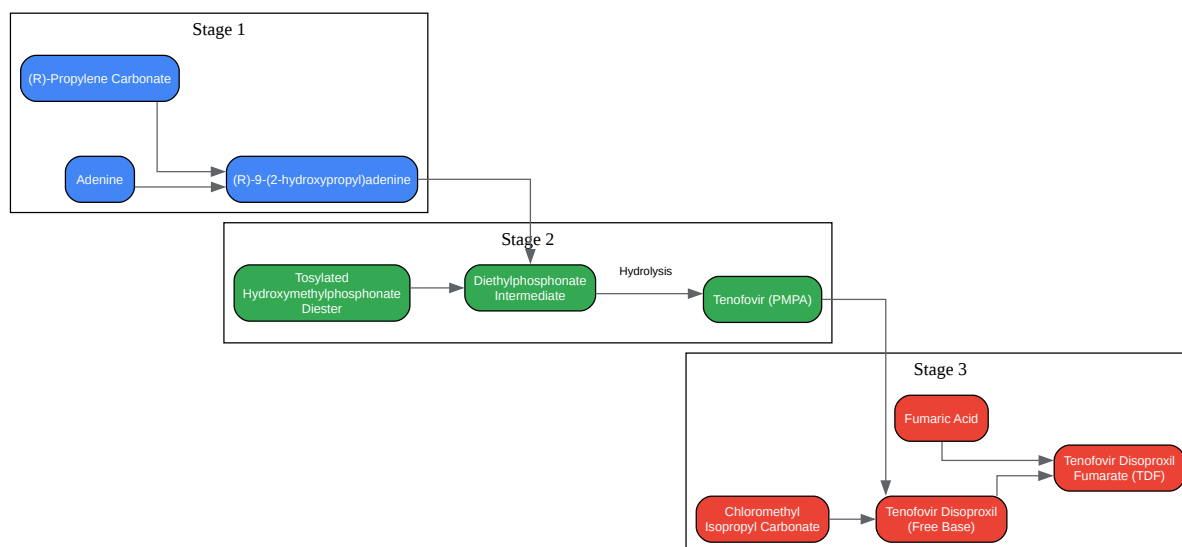 Stage 1
(R)-Propylene Carbonate
Adenine
(R)-9-(2-hydroxypropyl)adenine
Stage 2
Tosylated
Hydroxymethylphosphonate
Diester
Diethylphosphonate
Intermediate
Hydrolysis
Tenofovir (PMPA)
Stage 3
Fumaric Acid
Tenofovir Disoproxil
Fumarate (TDF)
Chloromethyl
Isopropyl Carbonate
Tenofovir Disoproxil
(Free Base)